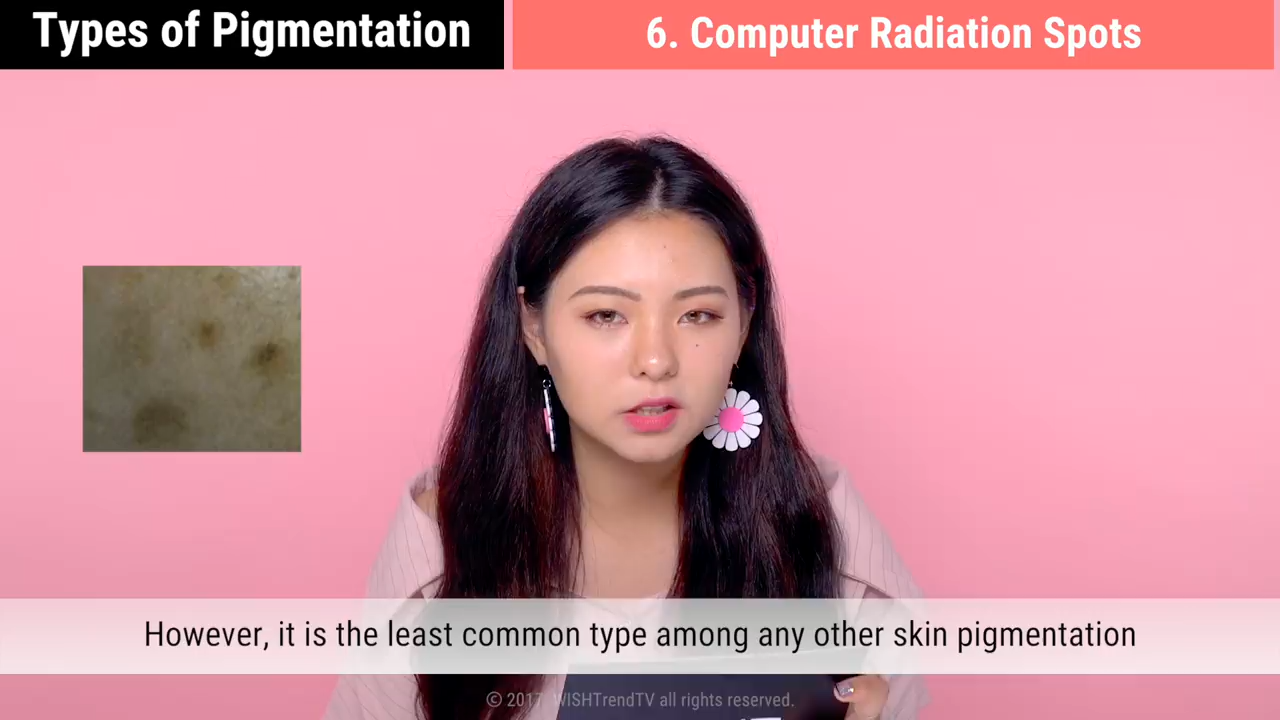 Types of Pigmentation
6. Computer Radiation Spots
However, it is the least common type among any other skin pigmentation
© 2017. WISHTrendTV all rights reserved.